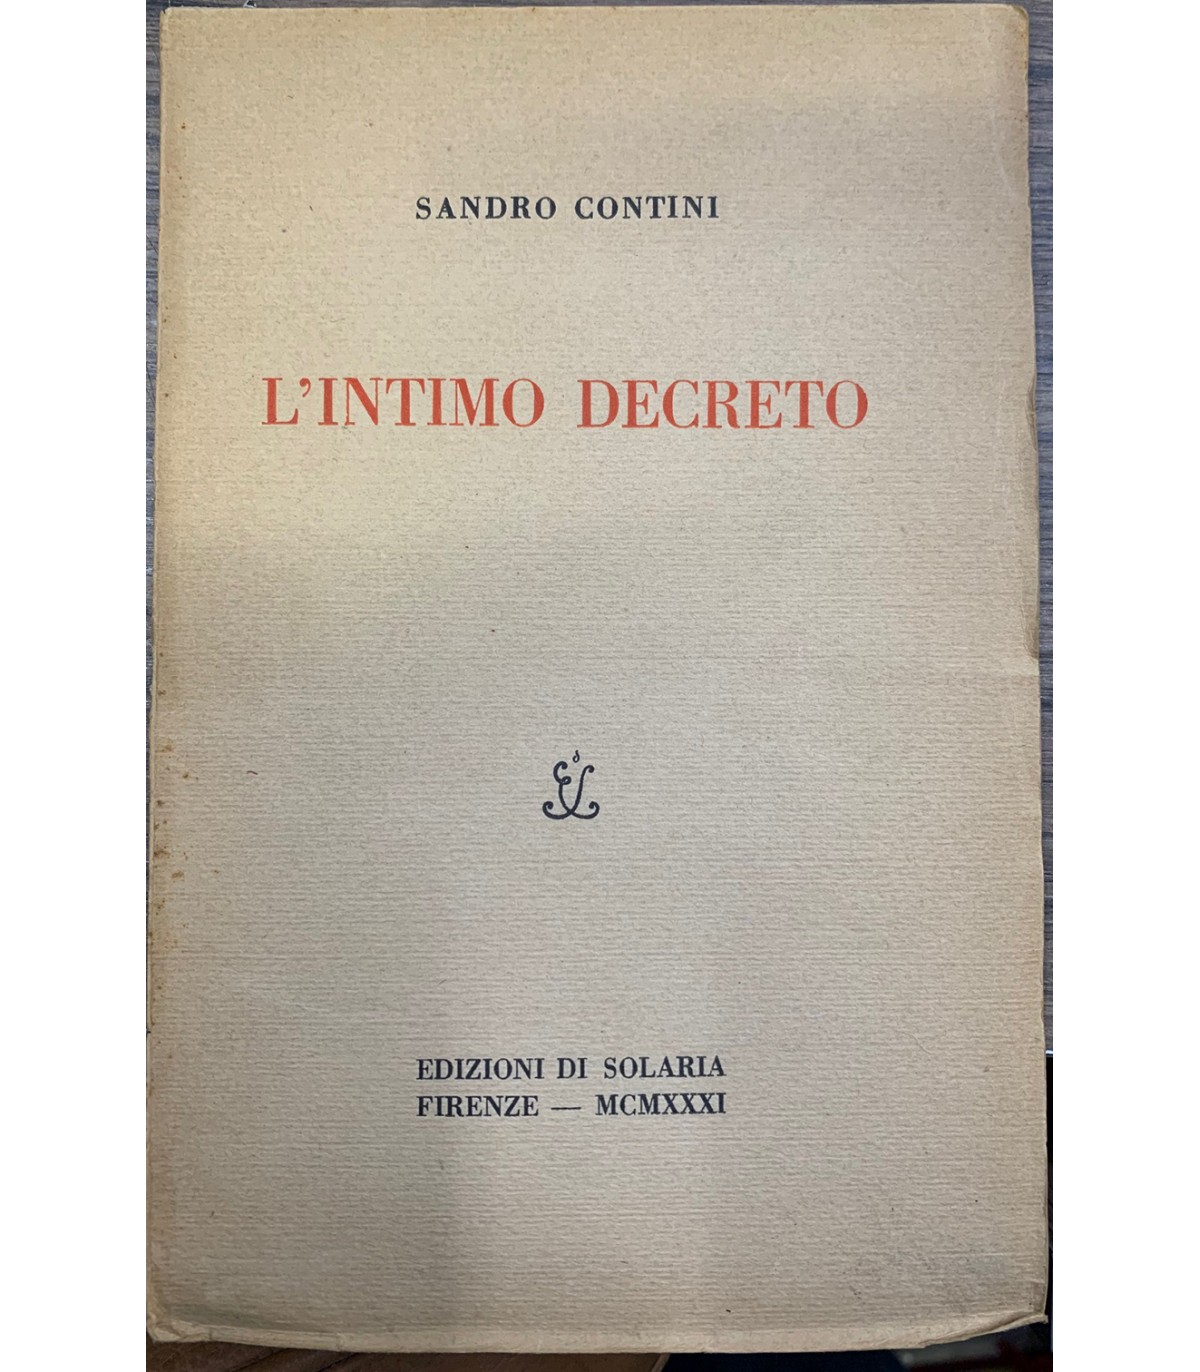 SANDRO CONTINI
L'INTIMO DECRETO
EDIZIONI DI SOLARIA
FIRENZE — MCMXXXI